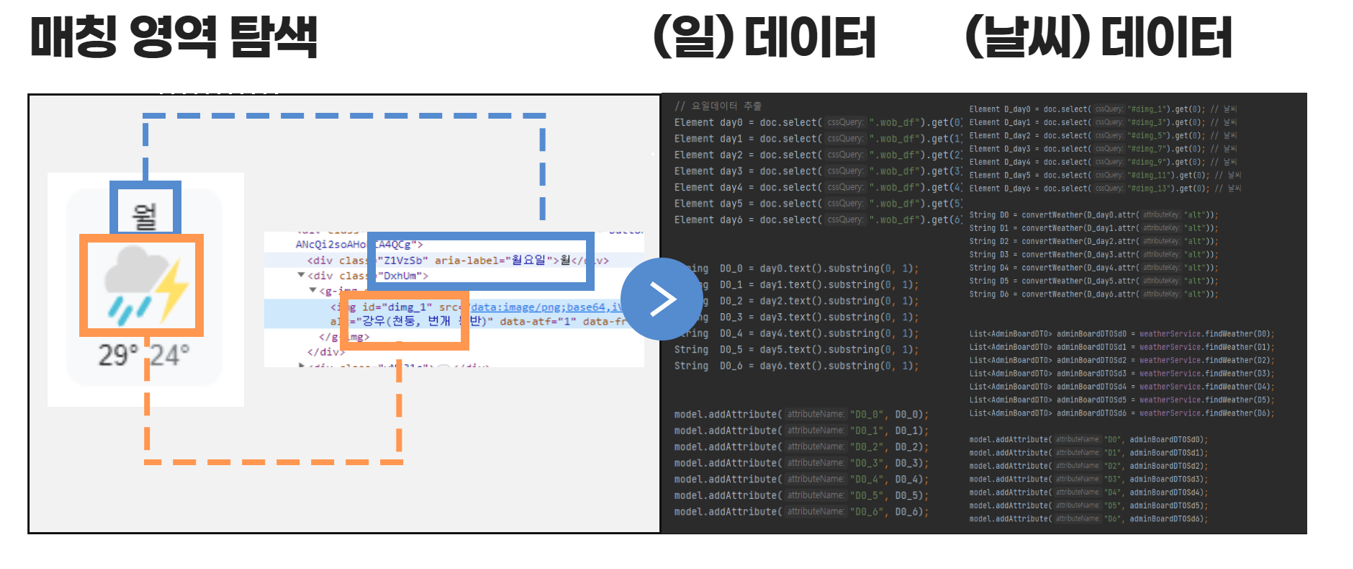 매칭 영역 탐색
(일) 데이터
(날씨) 데이터
월
29° 24°
ANcQi2soAHo A4QCg">
<div class="Z1VzSb" aria-label="월요일">월</div>
<div class="DxhUm">
<g-img
<img id="dimg_1" src="data:image/png;base64,iV
"강우(천둥, 번개 동반)" data-atf="1" data-fr
</g-img>
</div>
// 요일데이터 추출
Element day0 = doc.select( cssQuery: ".wob_df").get(0)
Element day1 = doc.select( cssQuery: ".wob_df").get(1)
Element day2 = doc.select( cssQuery: ".wob_df").get(2)
Element day3 = doc.select( cssQuery: ".wob_df").get(3)
Element day4 = doc.select( cssQuery: ".wob_df").get(4)
Element day5 = doc.select( cssQuery: ".wob_df").get(5)
Element day6 = doc.select( cssQuery: ".wob_df").get(6)
String D0_0 = day0.text().substring(0, 1);
D0_1 = day1.text().substring(0, 1);
D0_2 = day2.text().substring(0, 1);
String D0_3 = day3.text().substring(0, 1);
String D0_4 = day4.text().substring(0, 1);
String D0_5 = day5.text().substring(0, 1);
String D0_6 = day6.text().substring(0, 1);
model.addAttribute( attributeName: "D0_0", D0_0);
model.addAttribute( attributeName: "D0_1", D0_1);
model.addAttribute( attributeName: "D0_2", D0_2);
model.addAttribute( attributeName: "D0_3", D0_3);
model.addAttribute( attributeName: "D0_4", D0_4);
model.addAttribute( attributeName: "D0_5", D0_5);
model.addAttribute( attributeName: "D0_6", D0_6);
Element D_day0 = doc.select( cssQuery: "#dimg_1").get(0); // 날씨
Element D_day1 = doc.select( cssQuery: "#dimg_3").get(0); // 날씨
Element D_day2 = doc.select( cssQuery: "#dimg_5").get(0); // 날씨
Element D_day3 = doc.select( cssQuery: "#dimg_7").get(0); // 날씨
Element D_day4 = doc.select( cssQuery: "#dimg_9").get(0); // 날씨
Element D_day5 = doc.select( cssQuery: "#dimg_11").get(0); // 날씨
Element D_day6 = doc.select( cssQuery: "#dimg_13").get(0); // 날씨
String D0 = convertWeather(D_day0.attr( attributeKey: "alt"));
String D1 = convertWeather(D_day1.attr( attributeKey: "alt"));
String D2 = convertWeather(D_day2.attr( attributeKey: "alt"));
String D3 = convertWeather(D_day3.attr( attributeKey: "alt"));
String D4 = convertWeather(D_day4.attr( attributeKey: "alt"));
String D5 = convertWeather(D_day5.attr( attributeKey: "alt"));
String D6 = convertWeather(D_day6.attr( attributeKey: "alt"));
List<AdminBoardDTO> adminBoardDTOSd0 = weatherService.findWeather(D0);
List<AdminBoardDTO> adminBoardDTOSd1 = weatherService.findWeather(D1);
List<AdminBoardDTO> adminBoardDTOSd2 = weatherService.findWeather(D2);
List<AdminBoardDTO> adminBoardDTOSd3 = weatherService.findWeather(D3);
List<AdminBoardDTO> adminBoardDTOSd4 = weatherService.findWeather(D4);
List<AdminBoardDTO> adminBoardDTOSd5 = weatherService.findWeather(D5);
List<AdminBoardDTO> adminBoardDTOSd6 = weatherService.findWeather(D6);
model.addAttribute( attributeName: "D0", adminBoardDTOSd0);
model.addAttribute( attributeName: "D1", adminBoardDTOSd1);
model.addAttribute( attributeName: "D2", adminBoardDTOSd2);
model.addAttribute( attributeName: "D3", adminBoardDTOSd3);
model.addAttribute( attributeName: "D4", adminBoardDTOSd4);
model.addAttribute( attributeName: "D5", adminBoardDTOSd5);
model.addAttribute( attributeName: "D6", adminBoardDTOSd6);